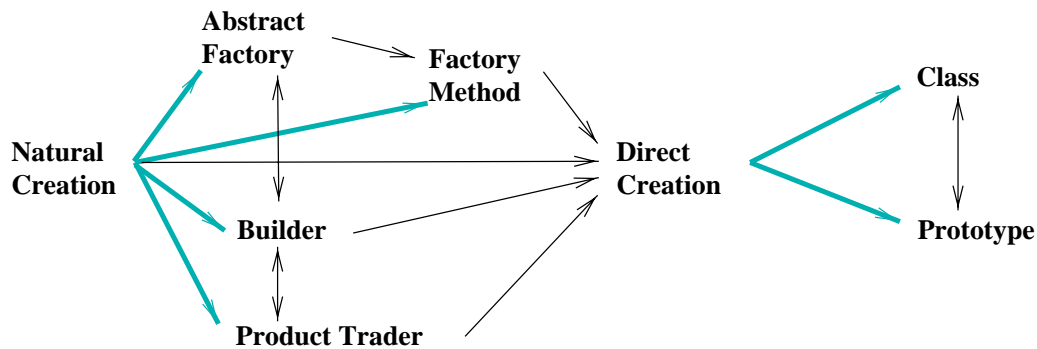 Abstract
Factory
Factory
Method
Class
Natural
Creation
Direct
Creation
Builder
Prototype
Product Trader